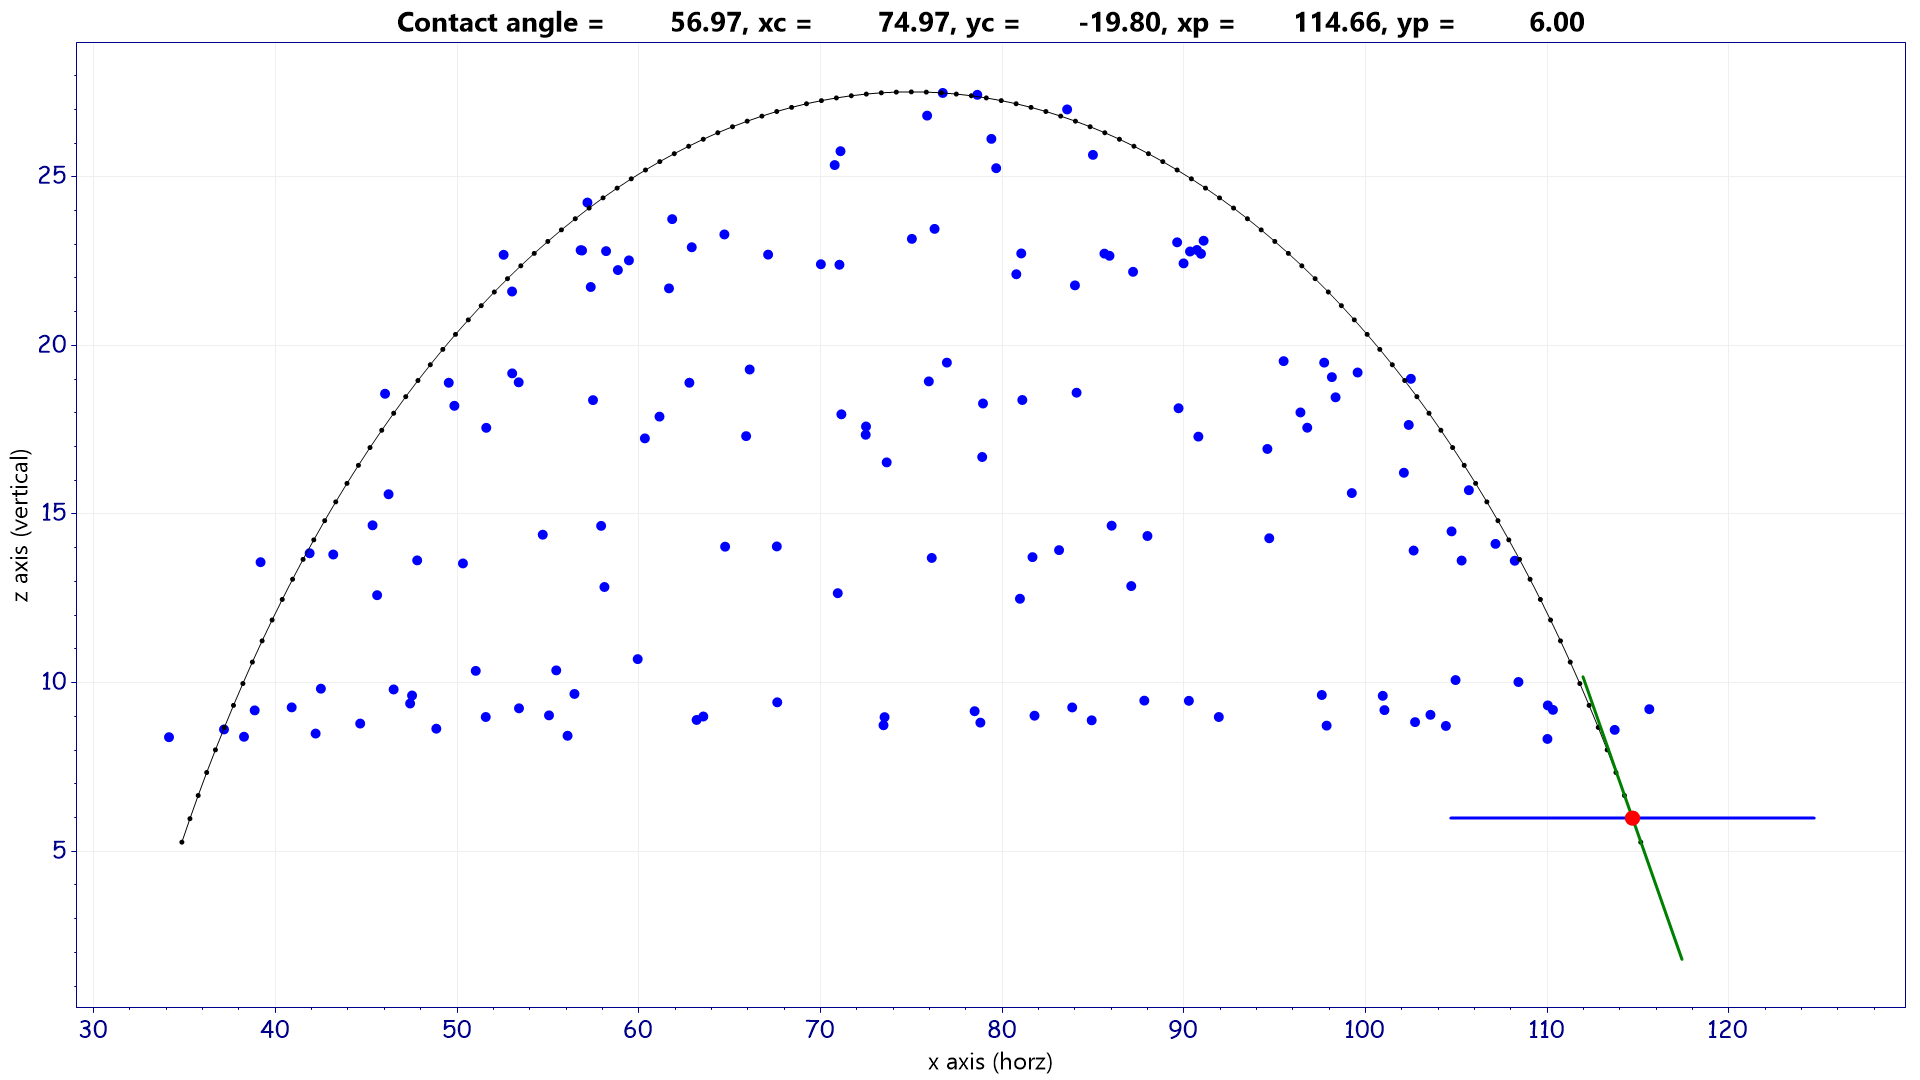 Contact angle = 56.97, xc = 74.97, yc = -19.80, xp = 114.66, yp = 6.00
25
20
15
10
5
z axis (vertical)
30 40 50 60 70 80 90 100 110 120
x axis (horz)